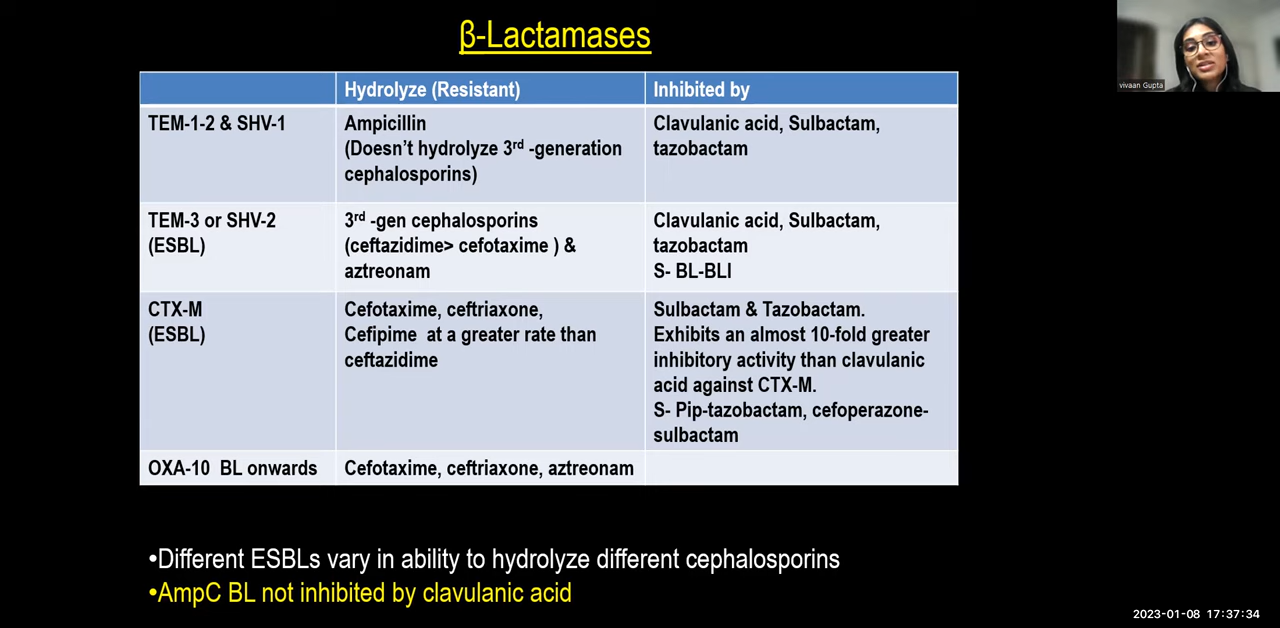 β-Lactamases
Hydrolyze (Resistant)
Inhibited by
TEM-1-2 & SHV-1
Ampicillin
(Doesn't hydrolyze 3rd -generation
cephalosporins)
Clavulanic acid, Sulbactam,
tazobactam
TEM-3 or SHV-2
(ESBL)
3rd -gen cephalosporins
(ceftazidime> cefotaxime ) &
aztreonam
Clavulanic acid, Sulbactam,
tazobactam
S- BL-BLI
CTX-M
(ESBL)
Cefotaxime, ceftriaxone,
Cefipime at a greater rate than
ceftazidime
Sulbactam & Tazobactam.
Exhibits an almost 10-fold greater
inhibitory activity than clavulanic
acid against CTX-M.
S- Pip-tazobactam, cefoperazone-
sulbactam
OXA-10 BL onwards
Cefotaxime, ceftriaxone, aztreonam
•Different ESBLs vary in ability to hydrolyze different cephalosporins
•AmpC BL not inhibited by clavulanic acid
vivaan Gupta
2023-01-08 17:37:34